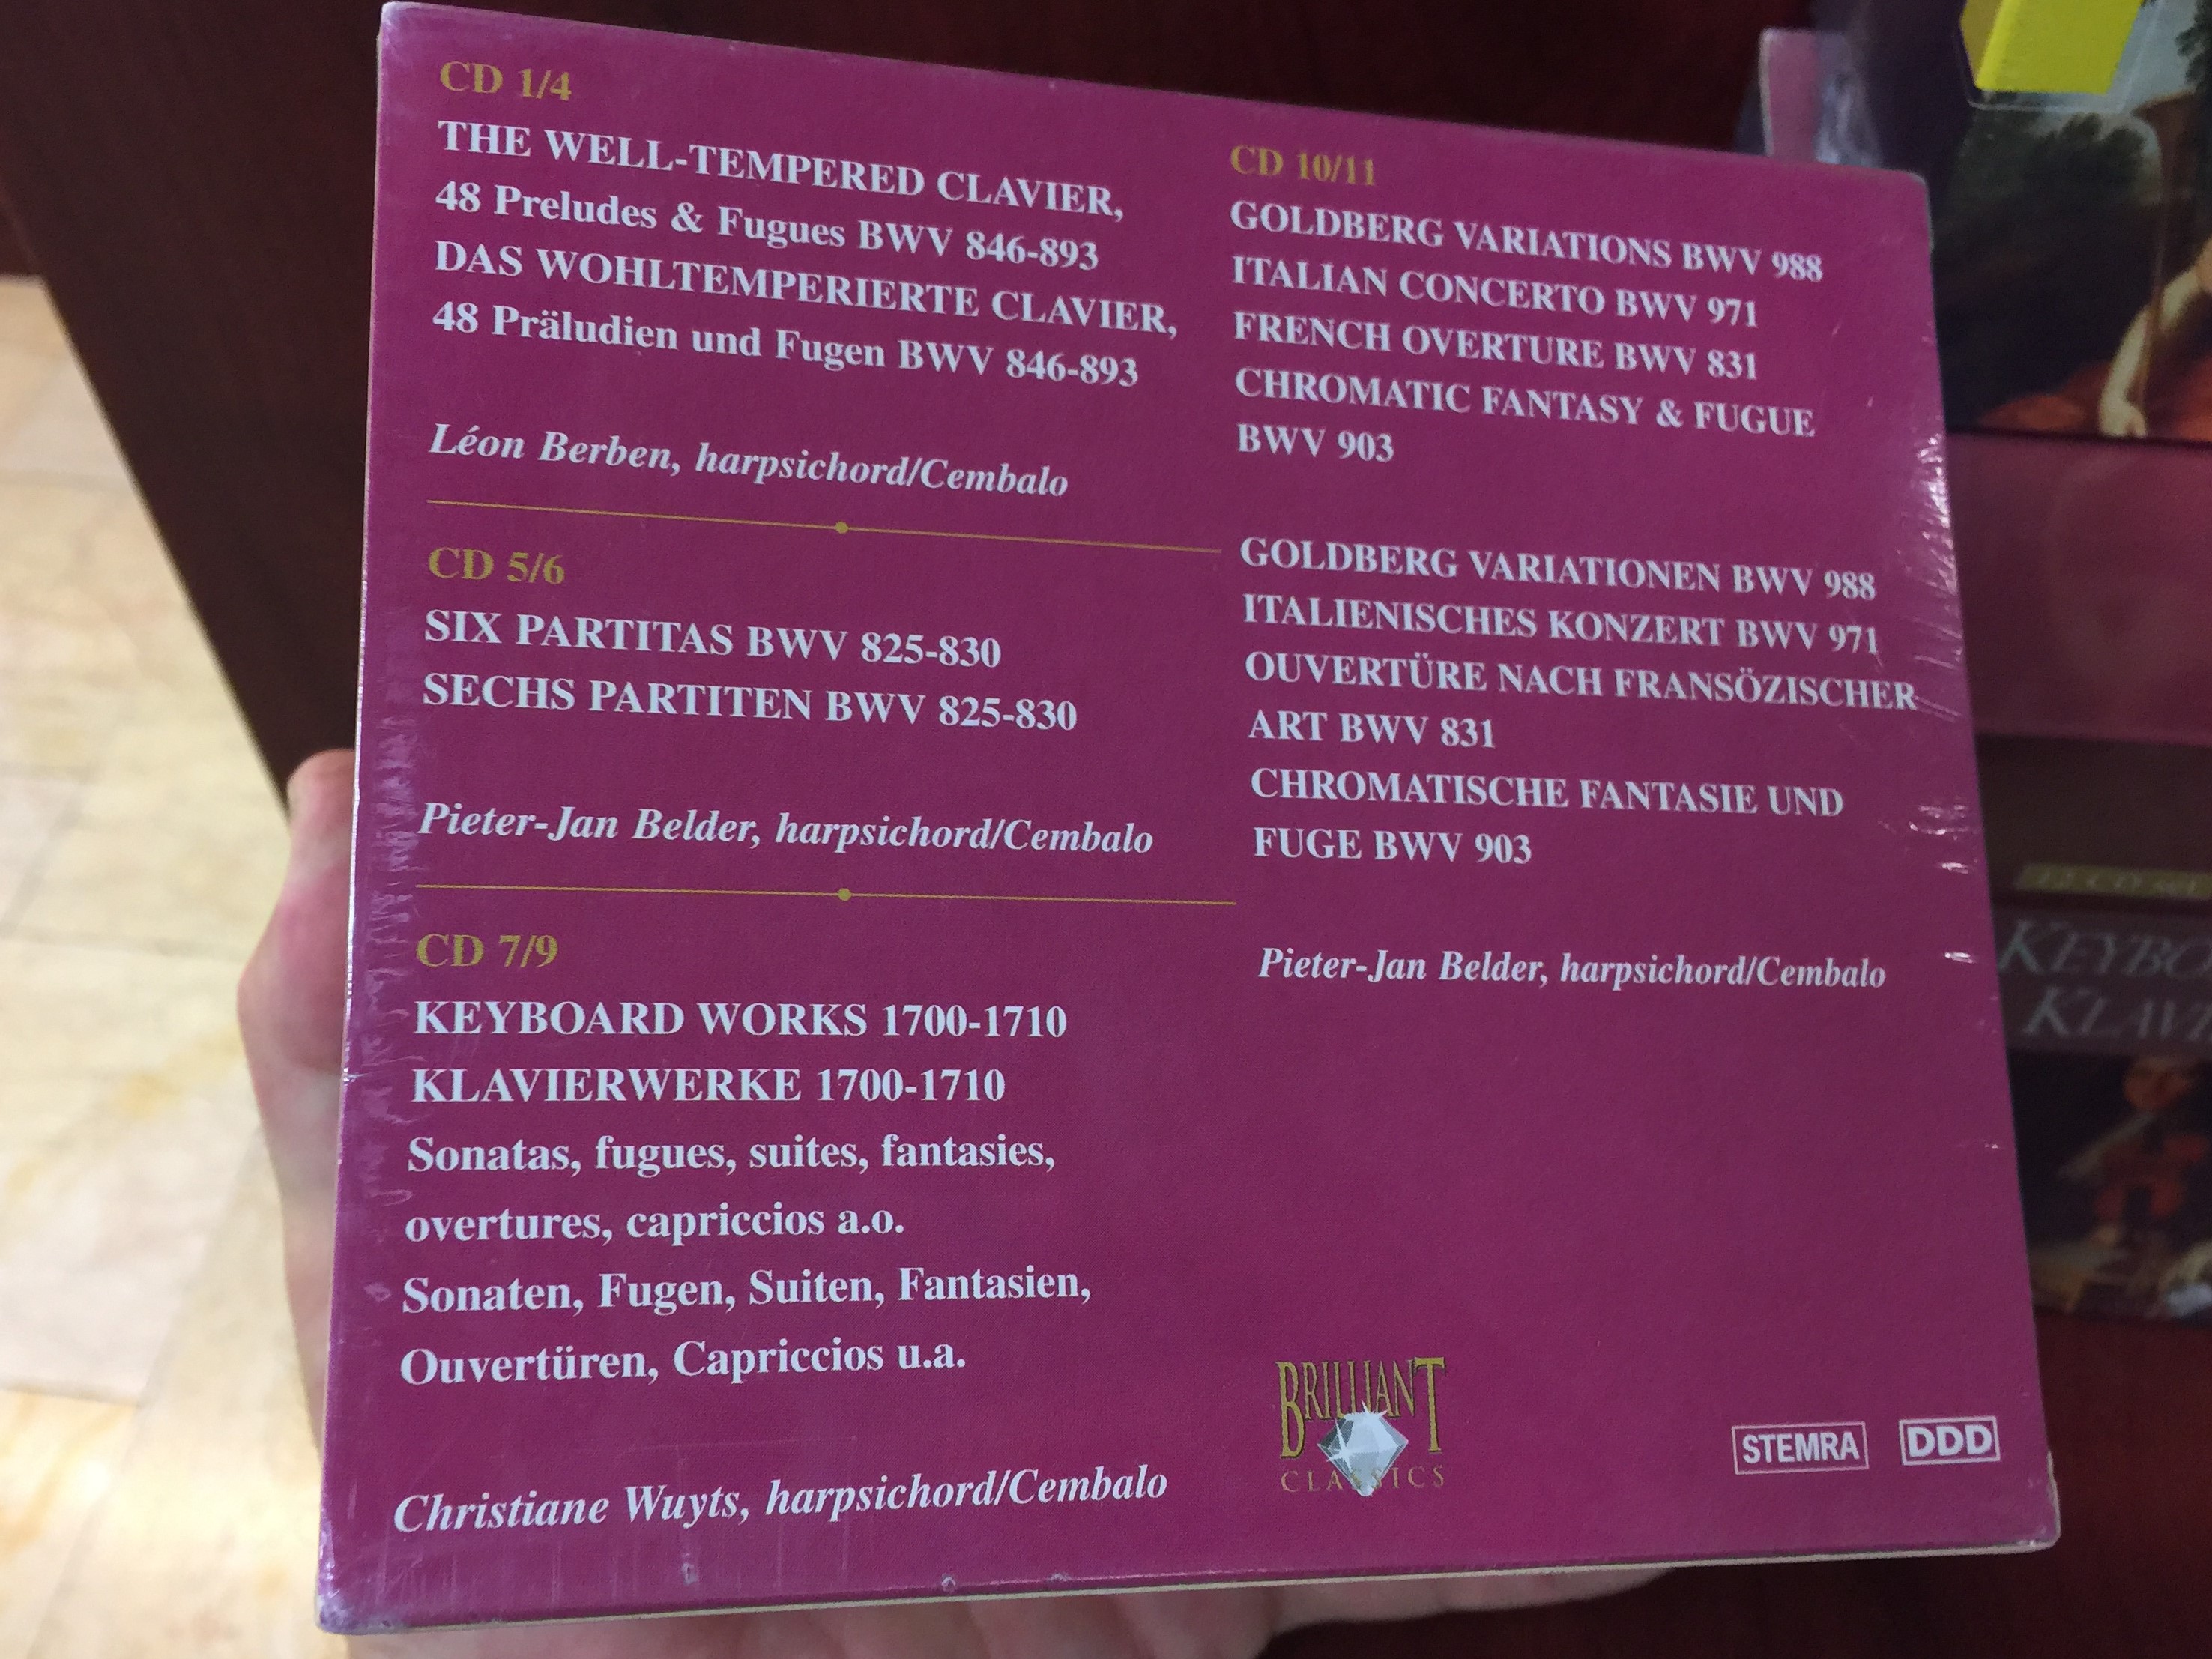 CD 1/4
THE WELL-TEMPERED CLAVIER,
48 Preludes & Fugues BWV 846-893
DAS WOHLTEMPERIERTE CLAVIER,
48 Präludien und Fugen BWV 846-893
Léon Berben, harpsichord/Cembalo
CD 5/6
SIX PARTITAS BWV 825-830
SECHS PARTITEN BWV 825-830
Pieter-Jan Belder, harpsichord/Cembalo
CD 7/9
KEYBOARD WORKS 1700-1710
KLAVIERWERKE 1700-1710
Sonatas, fugues, suites, fantasies,
overtures, capriccios a.o.
Sonaten, Fugen, Suiten, Fantasien,
Ouvertüren, Capriccios u.a.
Christiane Wuyts, harpsichord/Cembalo
CD 10/11
GOLDBERG VARIATIONS BWV 988
ITALIAN CONCERTO BWV 971
FRENCH OVERTURE BWV 831
CHROMATIC FANTASY & FUGUE
BWV 903
GOLDBERG VARIATIONEN BWV 988
ITALIENISCHES KONZERT BWV 971
OUVERTÜRE NACH FRANSÖZISCHER
ART BWV 831
CHROMATISCHE FANTASIE UND
FUGE BWV 903
Pieter-Jan Belder, harpsichord/Cembalo
BRILLIANT
CLASSICS
STEMRA
DDD